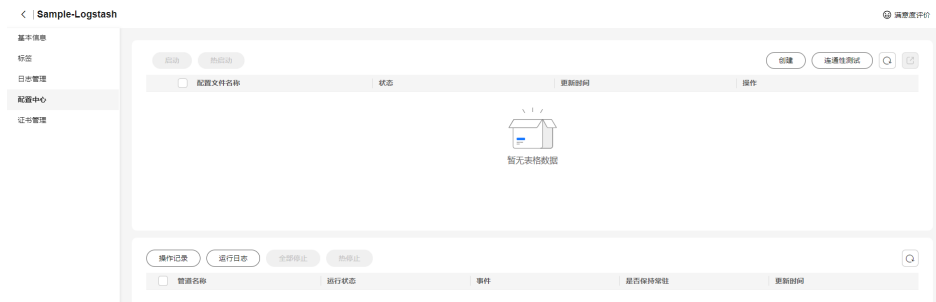 < | Sample-Logstash
满意度评价
基本信息
标签
日志管理
配置中心
证书管理
启动 热启动 创建 连通性测试
配置文件名称 状态 更新时间 操作
暂无表格数据
操作记录 运行日志 全部停止 热停止
管道名称 运行状态 事件 是否保持常驻 更新时间